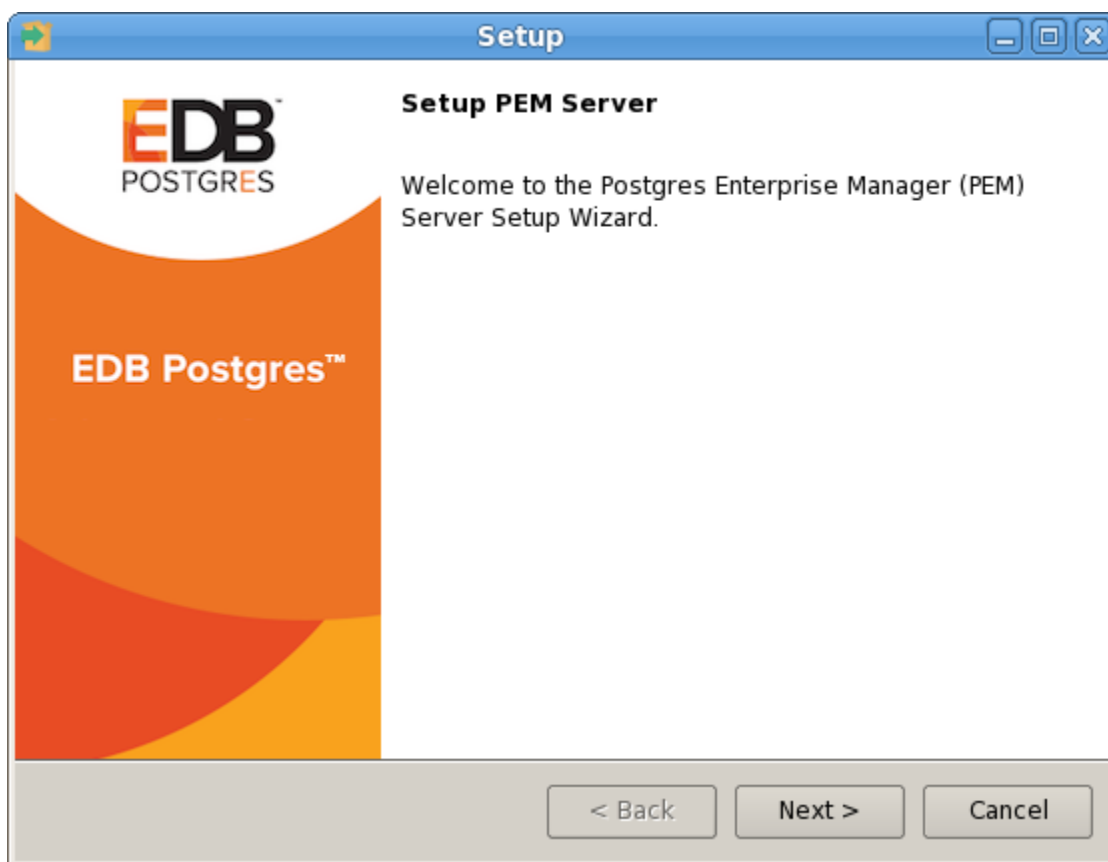 Setup
EDB
POSTGRES
Setup PEM Server
Welcome to the Postgres Enterprise Manager (PEM)
Server Setup Wizard.
EDB Postgres™
< Back
Next >
Cancel